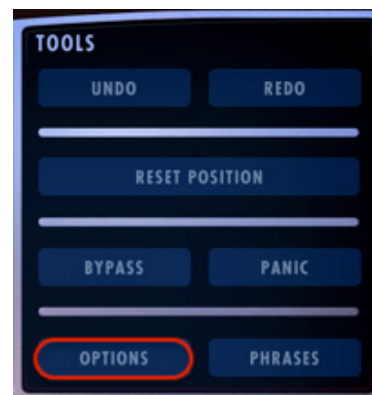 TOOLS
UNDO REDO
RESET POSITION
BYPASS PANIC
OPTIONS PHRASES